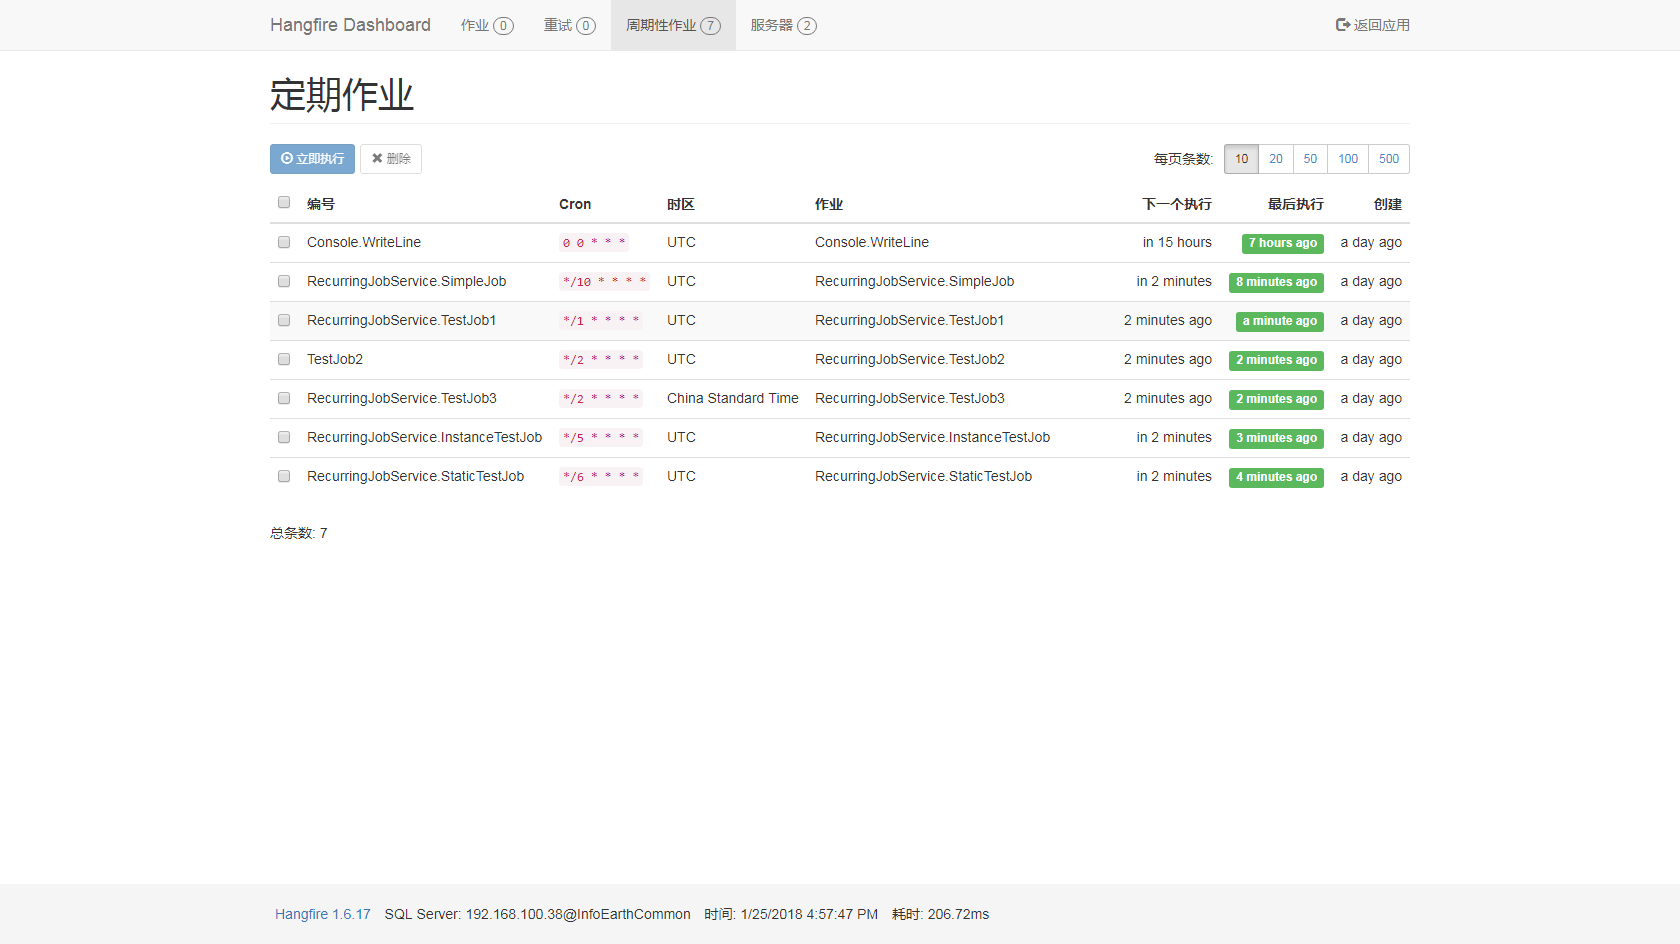 Hangfire Dashboard 作业 0 重试 0 周期性作业 7 服务器 2 返回应用
定期作业
立即执行 删除 每页条数: 10 20 50 100 500
编号 Cron 时区 作业 下一个执行 最后执行 创建
Console.WriteLine 0 0 * * * UTC Console.WriteLine in 15 hours 7 hours ago a day ago
RecurringJobService.SimpleJob */10 * * * * UTC RecurringJobService.SimpleJob in 2 minutes 8 minutes ago a day ago
RecurringJobService.TestJob1 */1 * * * * UTC RecurringJobService.TestJob1 2 minutes ago a minute ago a day ago
TestJob2 */2 * * * * UTC RecurringJobService.TestJob2 2 minutes ago 2 minutes ago a day ago
RecurringJobService.TestJob3 */2 * * * * China Standard Time RecurringJobService.TestJob3 2 minutes ago 2 minutes ago a day ago
RecurringJobService.InstanceTestJob */5 * * * * UTC RecurringJobService.InstanceTestJob in 2 minutes 3 minutes ago a day ago
RecurringJobService.StaticTestJob */6 * * * * UTC RecurringJobService.StaticTestJob in 2 minutes 4 minutes ago a day ago
总条数: 7
Hangfire 1.6.17 SQL Server: 192.168.100.38@InfoEarthCommon 时间: 1/25/2018 4:57:47 PM 耗时: 206.72ms